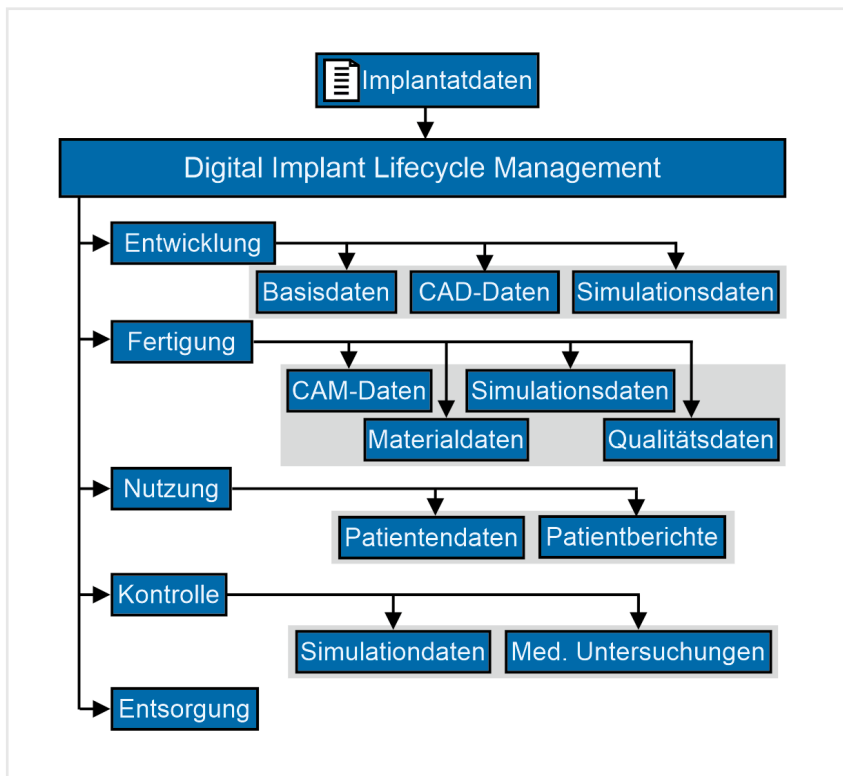 Implantatdaten
Digital Implant Lifecycle Management
Entwicklung
Basisdaten CAD-Daten Simulationsdaten
Fertigung
CAM-Daten Simulationsdaten
Materialdaten Qualitätsdaten
Nutzung
Patientendaten Patientberichte
Kontrolle
Simulationdaten Med. Untersuchungen
Entsorgung